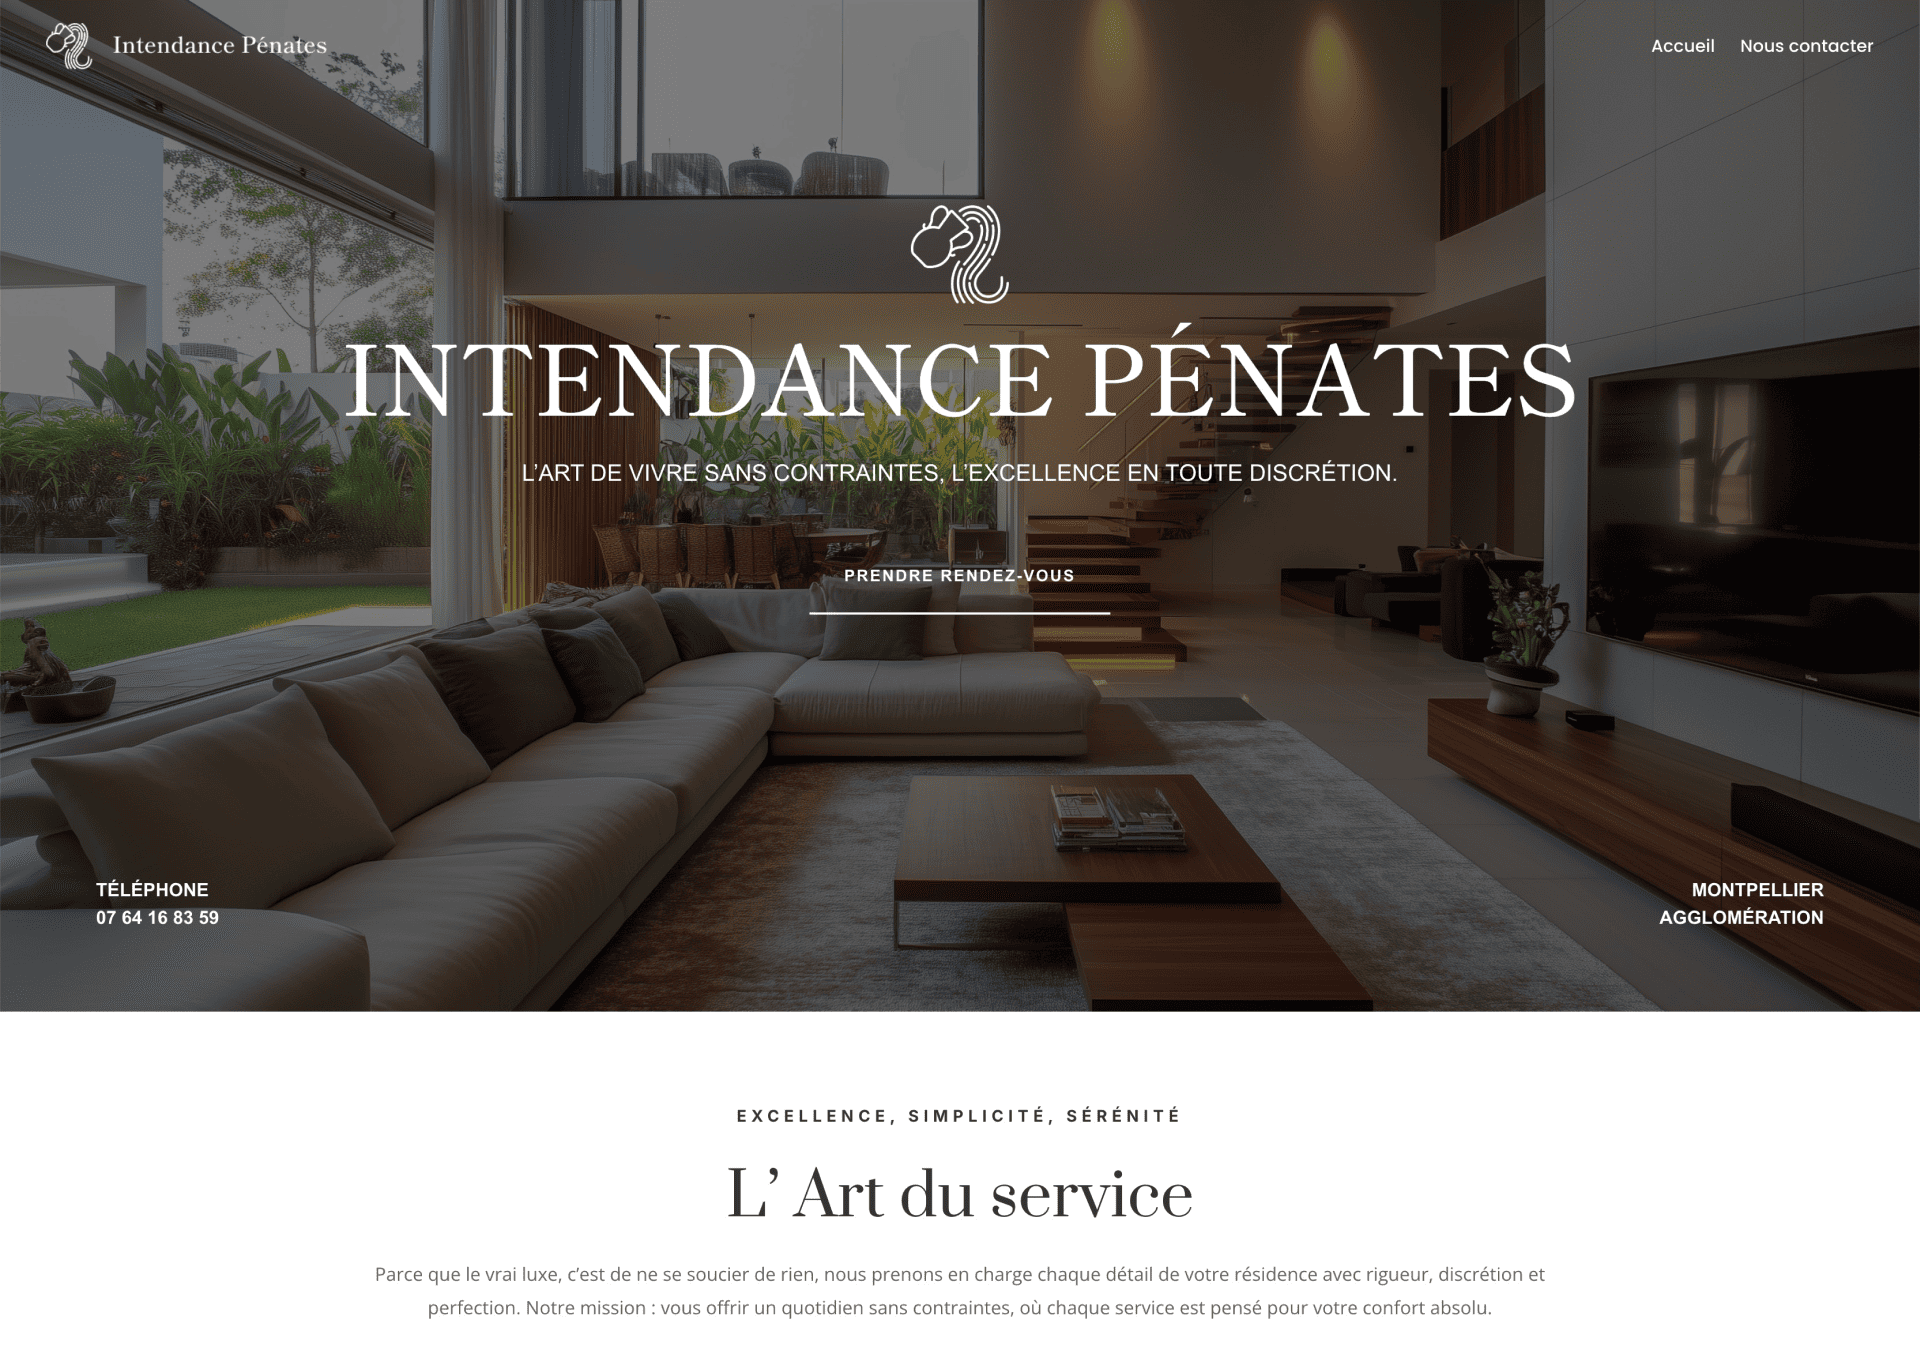 Intendance Pénates
Accueil
Nous contacter
INTENDANCE PÉNATES
L’ART DE VIVRE SANS CONTRAINTES, L’EXCELLENCE EN TOUTE DISCRÉTION.
PRENDRE RENDEZ-VOUS
TÉLÉPHONE
07 64 16 83 59
MONTPELLIER
AGGLOMÉRATION
EXCELLENCE, SIMPLICITÉ, SÉRÉNITÉ
L’ Art du service
Parce que le vrai luxe, c’est de ne se soucier de rien, nous prenons en charge chaque détail de votre résidence avec rigueur, discrétion et
perfection. Notre mission : vous offrir un quotidien sans contraintes, où chaque service est pensé pour votre confort absolu.